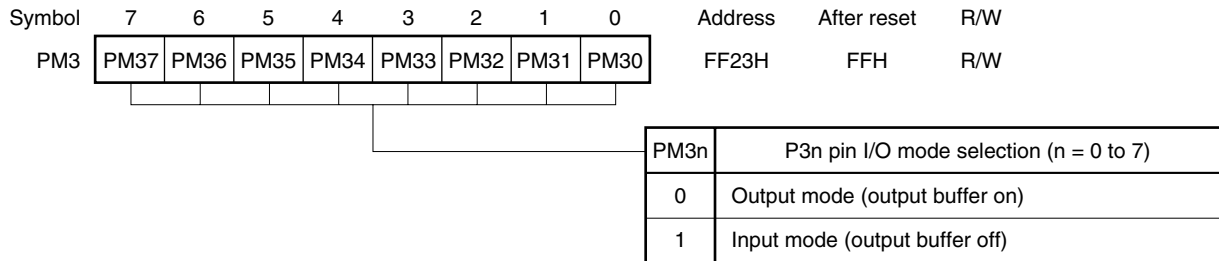 Symbol 7 6 5 4 3 2 1 0 Address After reset R/W
PM3 PM37 PM36 PM35 PM34 PM33 PM32 PM31 PM30 FF23H FFH R/W
PM3n P3n pin I/O mode selection (n = 0 to 7)
0 Output mode (output buffer on)
1 Input mode (output buffer off)